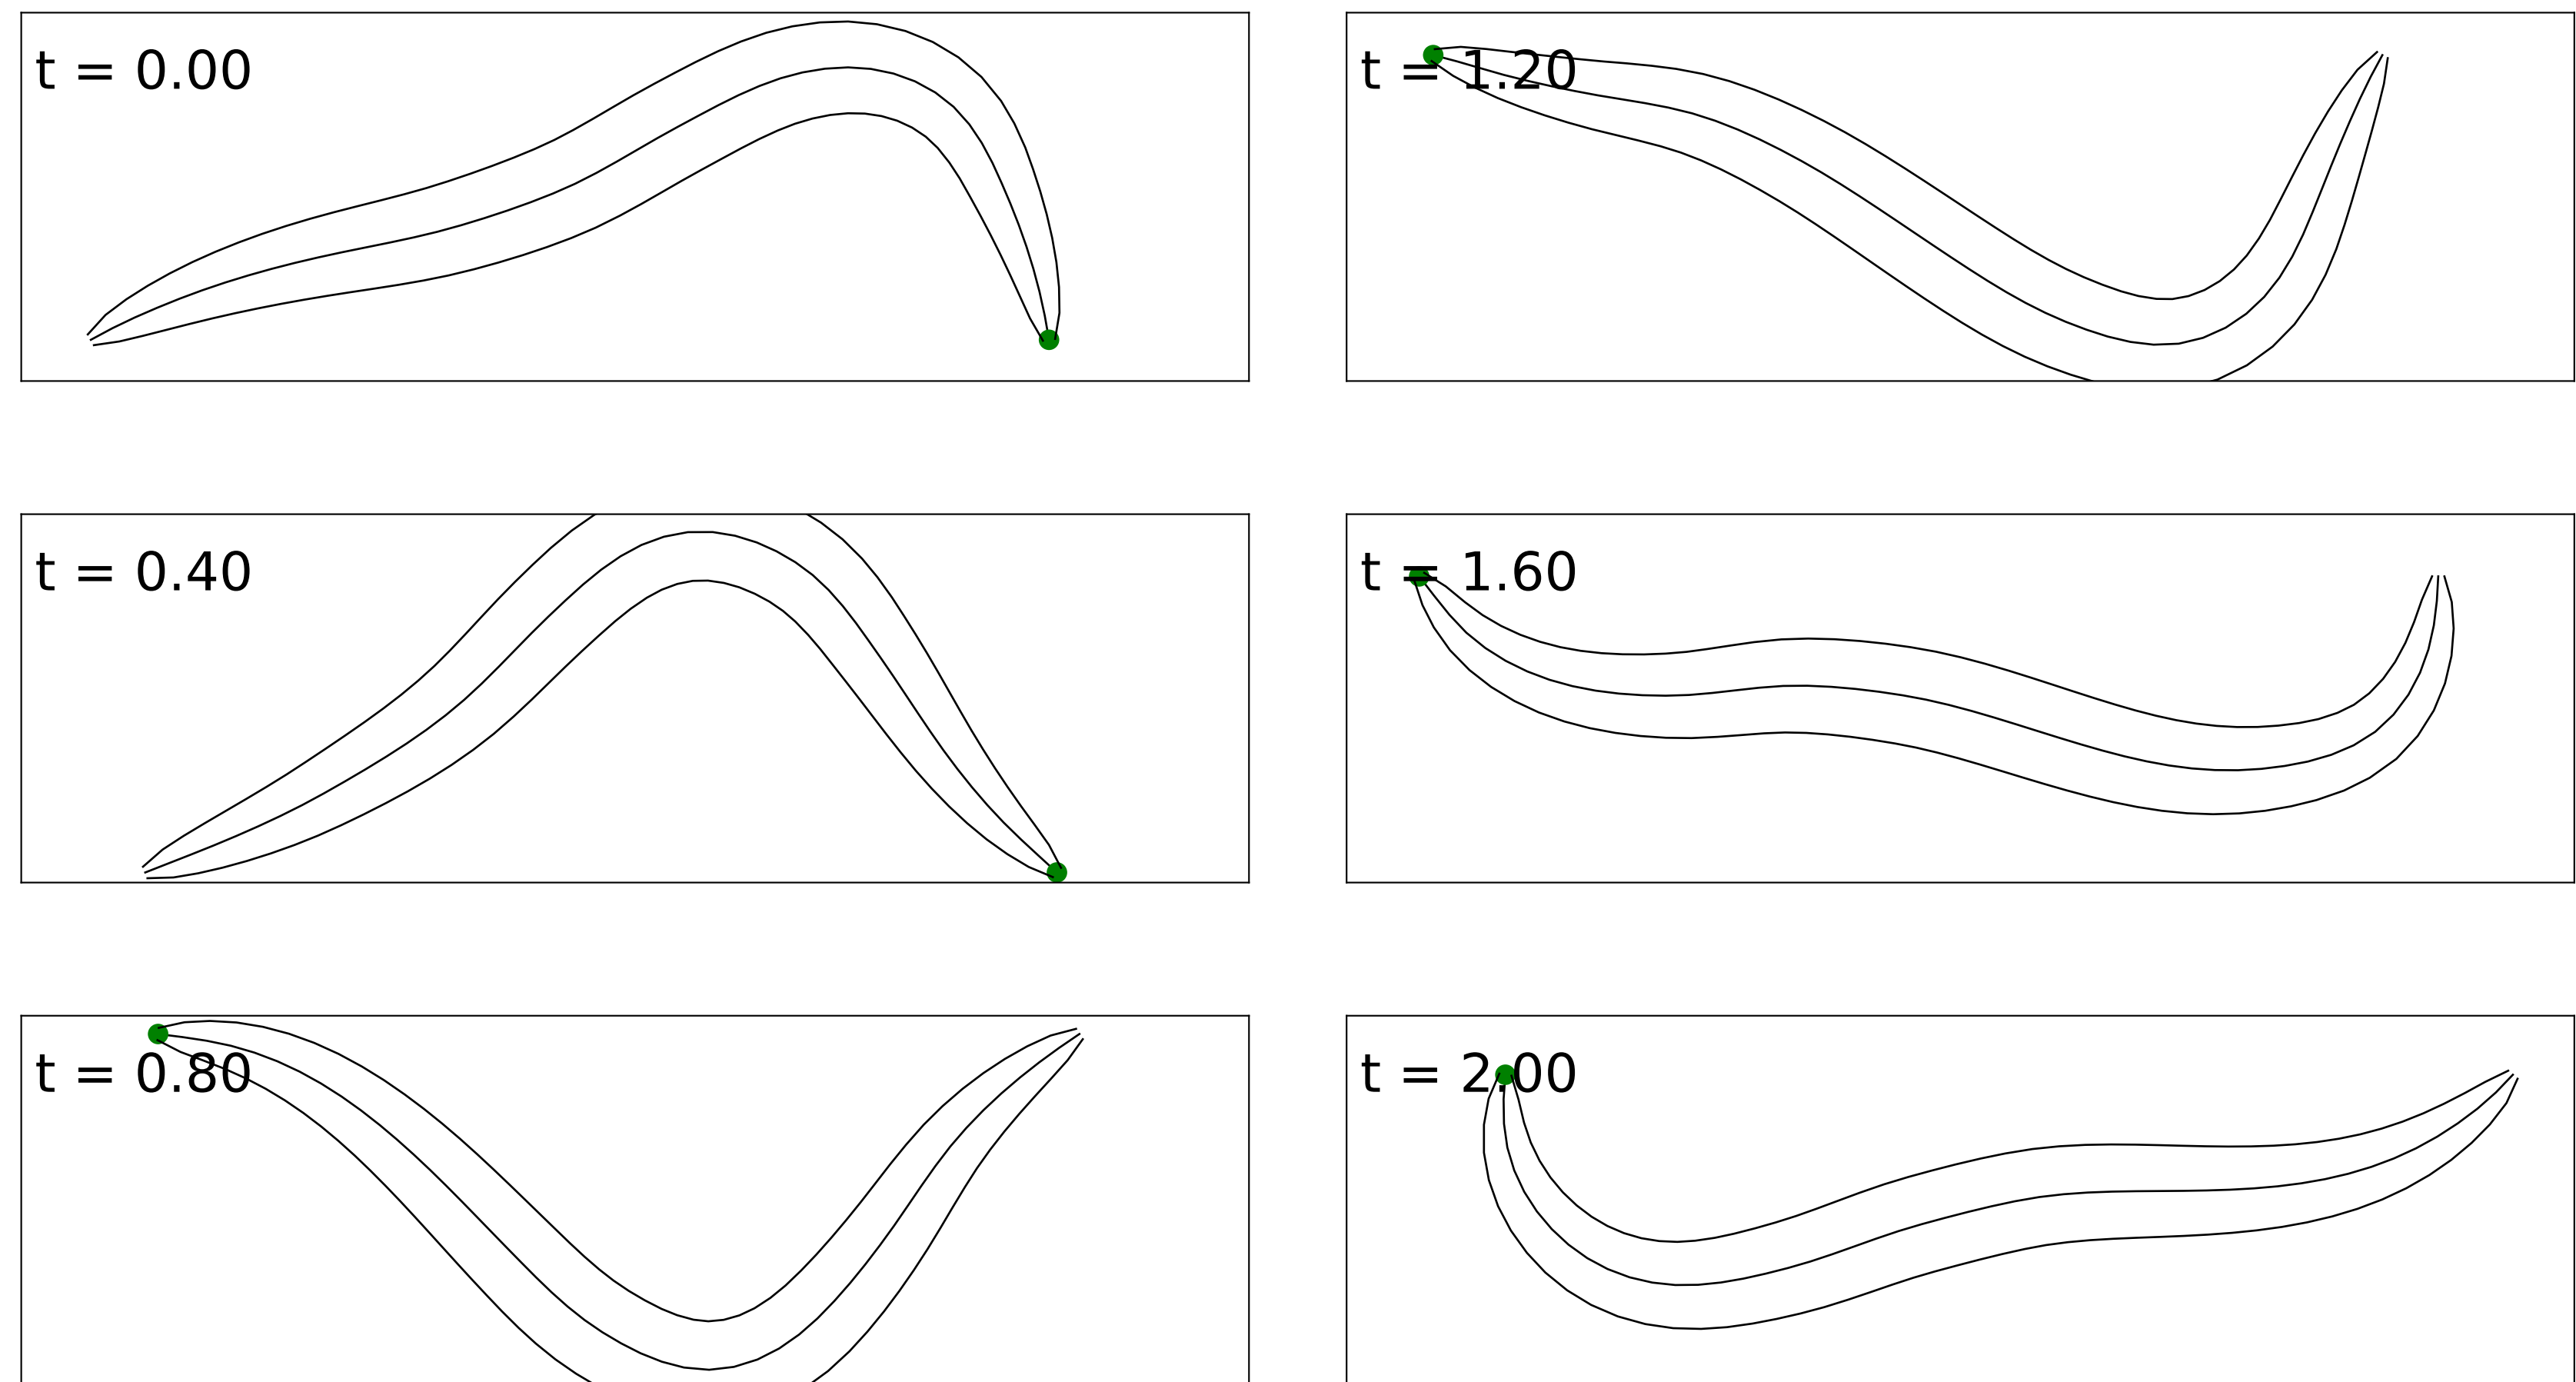 t = 0.00
t = 1.20
t = 0.40
t = 1.60
t = 0.80
t = 2.00